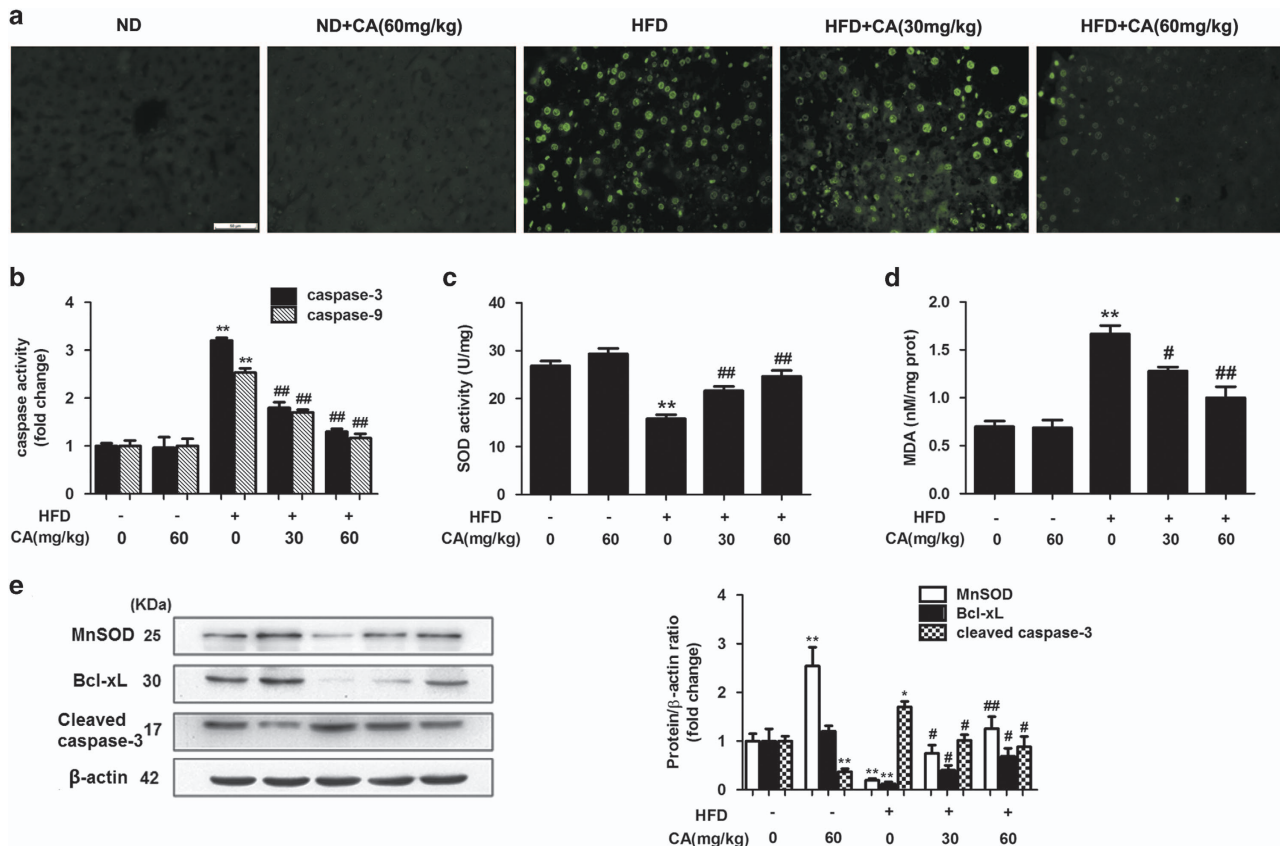 a
ND ND+CA(60mg/kg) HFD HFD+CA(30mg/kg) HFD+CA(60mg/kg)
b
caspase activity
(fold change)
4
3
2
1
0
caspase-3
caspase-9
** ** ## ## ## ##
HFD - - + + +
CA(mg/kg) 0 60 0 30 60
c
SOD activity (U/mg)
40
30
20
10
0
** ## ##
HFD - - + + +
CA(mg/kg) 0 60 0 30 60
d
MDA (nM/mg prot)
2.0
1.5
1.0
0.5
0.0
** # ##
HFD - - + + +
CA(mg/kg) 0 60 0 30 60
e
(KDa)
MnSOD 25
Bcl-xL 30
Cleaved
caspase-3 17
β-actin 42
Protein/β-actin ratio
(fold change)
4
3
2
1
0
MnSOD
Bcl-xL
cleaved caspase-3
** ** ** ** * # # # ## # #
HFD - - + + +
CA(mg/kg) 0 60 0 30 60